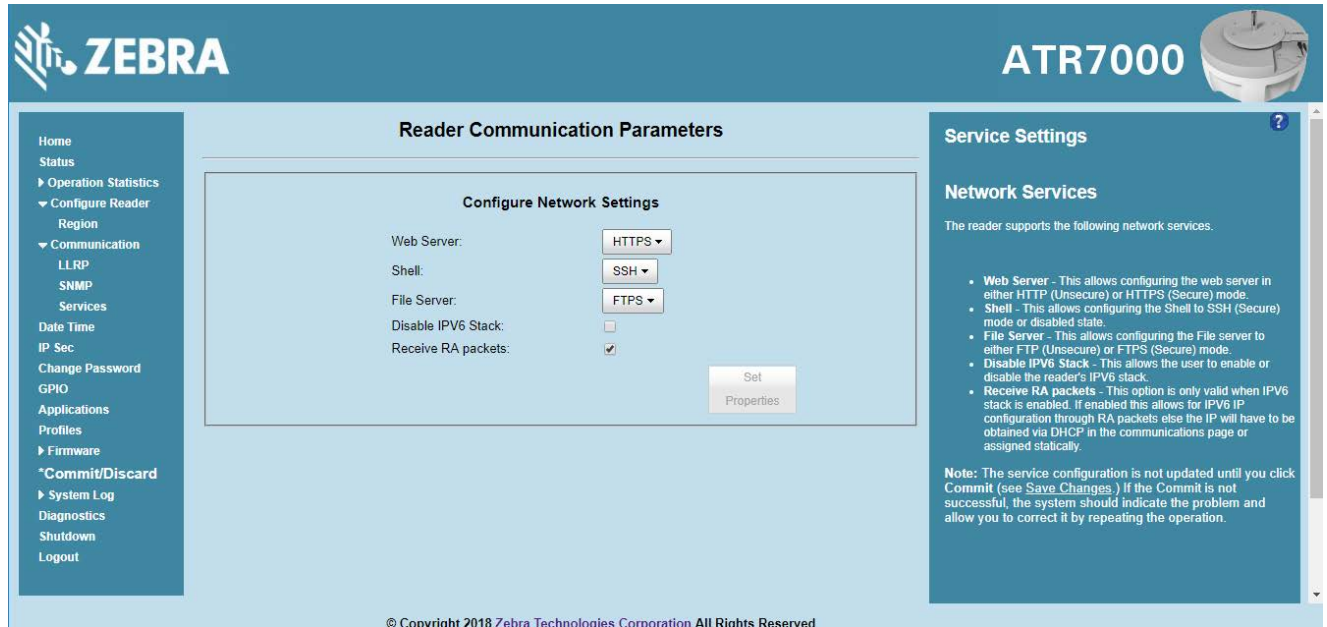 ZEBRA
ATR7000
Home
Status
Operation Statistics
Configure Reader
Region
Communication
LLRP
SNMP
Services
Date Time
IP Sec
Change Password
GPIO
Applications
Profiles
Firmware
*Commit/Discard
System Log
Diagnostics
Shutdown
Logout
Reader Communication Parameters
Configure Network Settings
Web Server: HTTPS
Shell: SSH
File Server: FTPS
Disable IPV6 Stack:
Receive RA packets:
Set
Properties
?
Service Settings
Network Services
The reader supports the following network services.
• Web Server - This allows configuring the web server in
either HTTP (Unsecure) or HTTPS (Secure) mode.
• Shell - This allows configuring the Shell to SSH (Secure)
mode or disabled state.
• File Server - This allows configuring the File server to
either FTP (Unsecure) or FTPS (Secure) mode.
• Disable IPV6 Stack - This allows the user to enable or
disable the reader's IPV6 stack.
• Receive RA packets - This option is only valid when IPV6
stack is enabled. If enabled this allows for IPV6 IP
configuration through RA packets else the IP will have to be
obtained via DHCP in the communications page or
assigned statically.
Note: The service configuration is not updated until you click
Commit (see Save Changes.) If the Commit is not
successful, the system should indicate the problem and
allow you to correct it by repeating the operation.
© Copyright 2018 Zebra Technologies Corporation All Rights Reserved